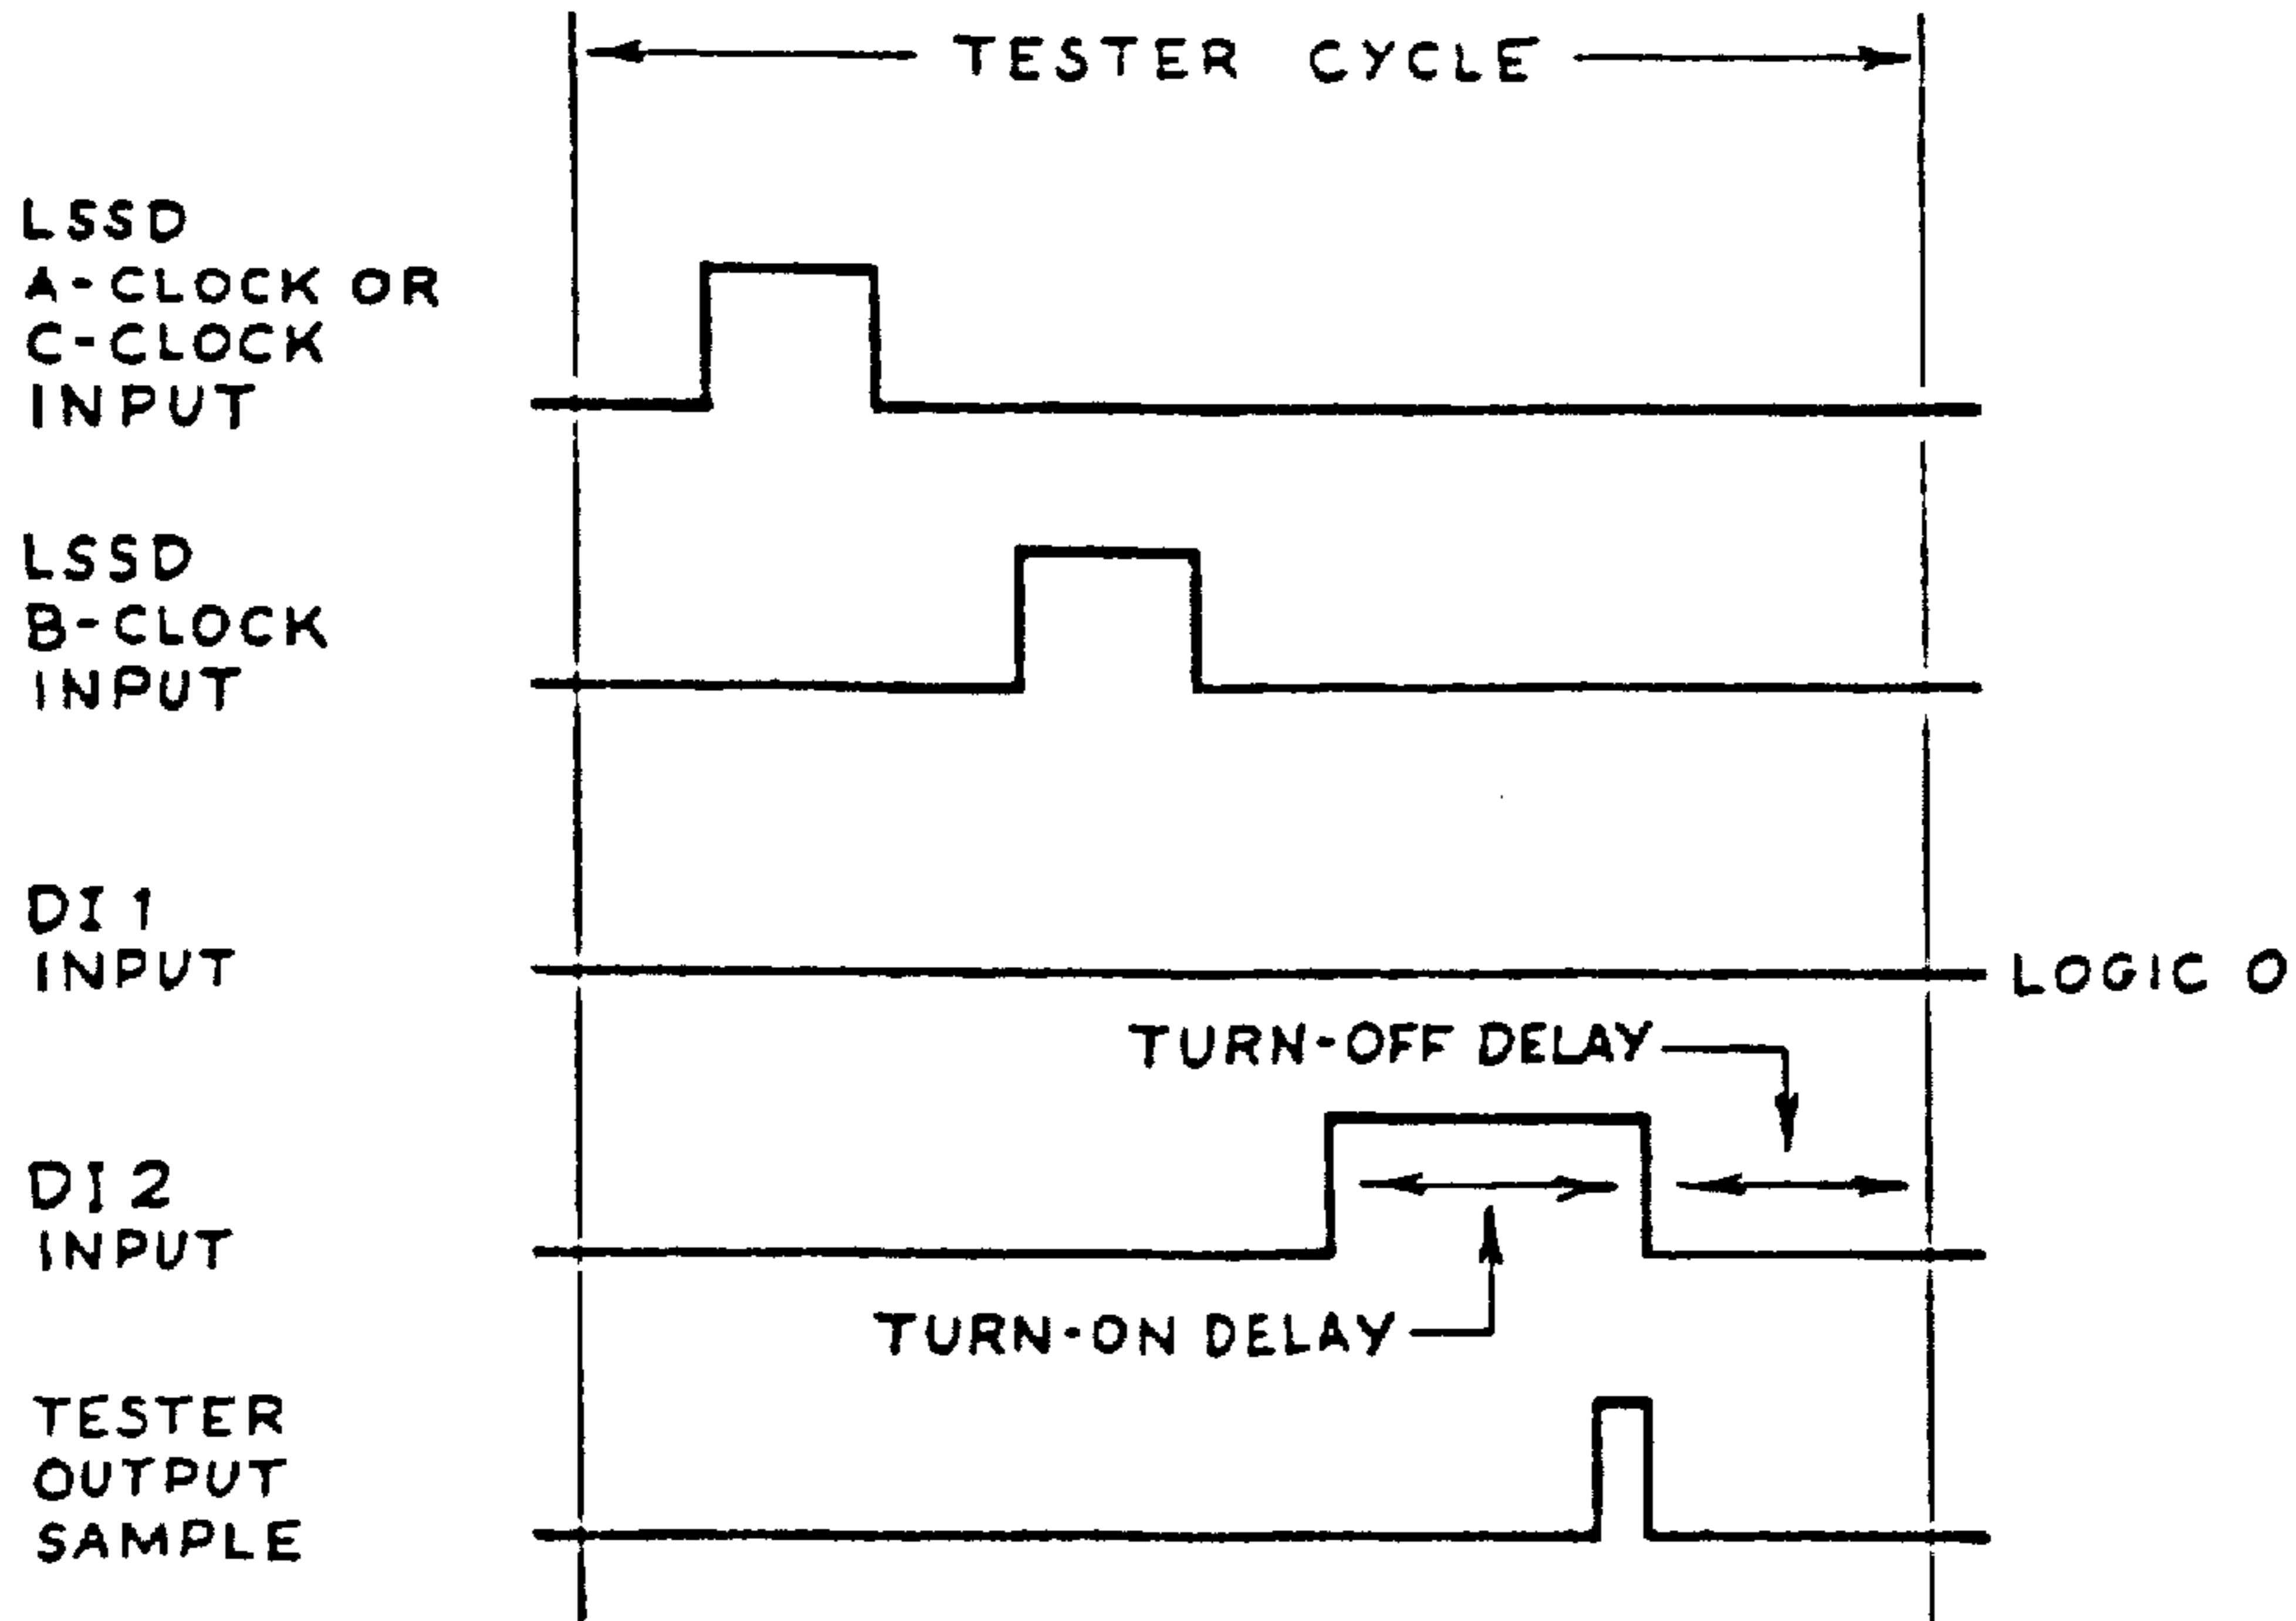 TESTER CYCLE
LSSD
A-CLOCK OR
C-CLOCK
INPUT
LSSD
B-CLOCK
INPUT
DI 1
INPUT
LOGIC 0
TURN-OFF DELAY
DI 2
INPUT
TURN-ON DELAY
TESTER
OUTPUT
SAMPLE